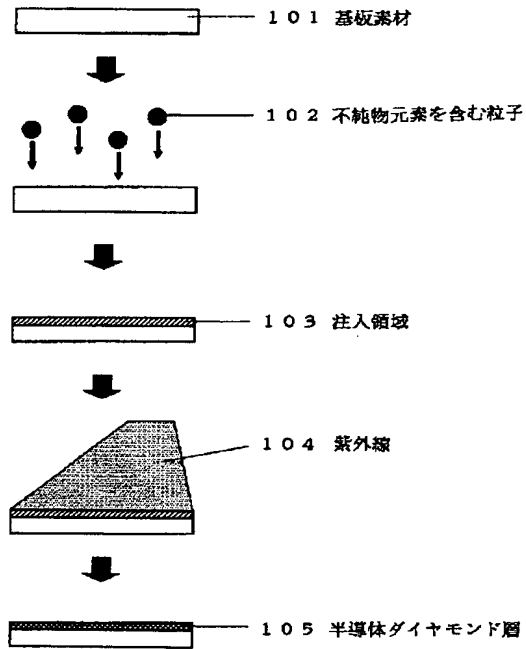 101 基板素材
102 不純物元素を含む粒子
103 注入領域
104 紫外線
105 半導体ダイヤモンド層